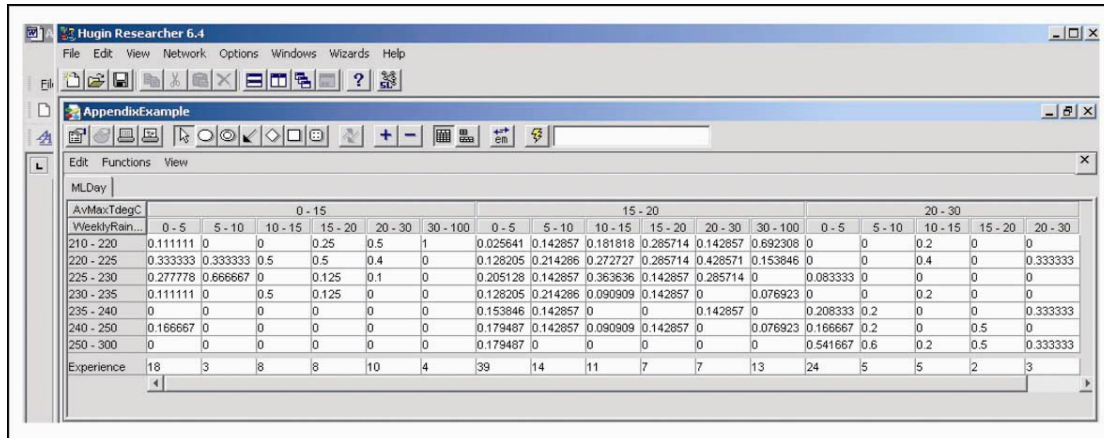 Hugin Researcher 6.4
File Edit View Network Options Windows Wizards Help
AppendixExample
Edit Functions View
MLDay
AvMaxTdegC 0 - 15 15 - 20 20 - 30
WeeklyRain... 0 - 5 5 - 10 10 - 15 15 - 20 20 - 30 30 - 100 0 - 5 5 - 10 10 - 15 15 - 20 20 - 30 30 - 100 0 - 5 5 - 10 10 - 15 15 - 20 20 - 30
210 - 220 0.111111 0 0 0.25 0.5 1 0.025641 0.142857 0.181818 0.285714 0.142857 0.692308 0 0 0.2 0 0
220 - 225 0.333333 0.333333 0.5 0.5 0.4 0 0.128205 0.214286 0.272727 0.285714 0.428571 0.153846 0 0 0.4 0 0.333333
225 - 230 0.277778 0.666667 0 0.125 0.1 0 0.205128 0.142857 0.363636 0.142857 0.285714 0 0.083333 0 0 0 0
230 - 235 0.111111 0 0.5 0.125 0 0 0.128205 0.214286 0.090909 0.142857 0 0.076923 0 0 0.2 0 0
235 - 240 0 0 0 0 0 0 0.153846 0.142857 0 0 0.142857 0 0.208333 0.2 0 0 0.333333
240 - 250 0.166667 0 0 0 0 0 0.179487 0.142857 0.090909 0.142857 0 0.076923 0.166667 0.2 0 0.5 0
250 - 300 0 0 0 0 0 0 0.179487 0 0 0 0 0 0.541667 0.6 0.2 0.5 0.333333
Experience 18 3 8 8 10 4 39 14 11 7 7 13 24 5 5 2 3